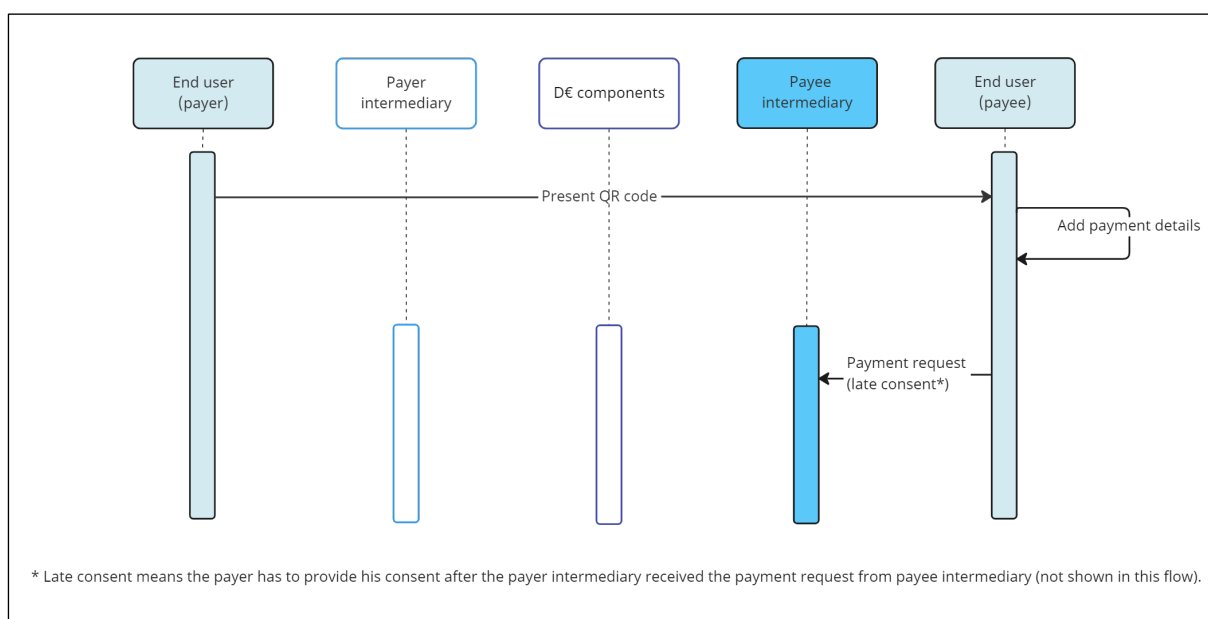 End user
(payer)
Payer
intermediary
D€ components
Payee
intermediary
End user
(payee)
Present QR code
Add payment details
Payment request
(late consent*)
* Late consent means the payer has to provide his consent after the payer intermediary received the payment request from payee intermediary (not shown in this flow).